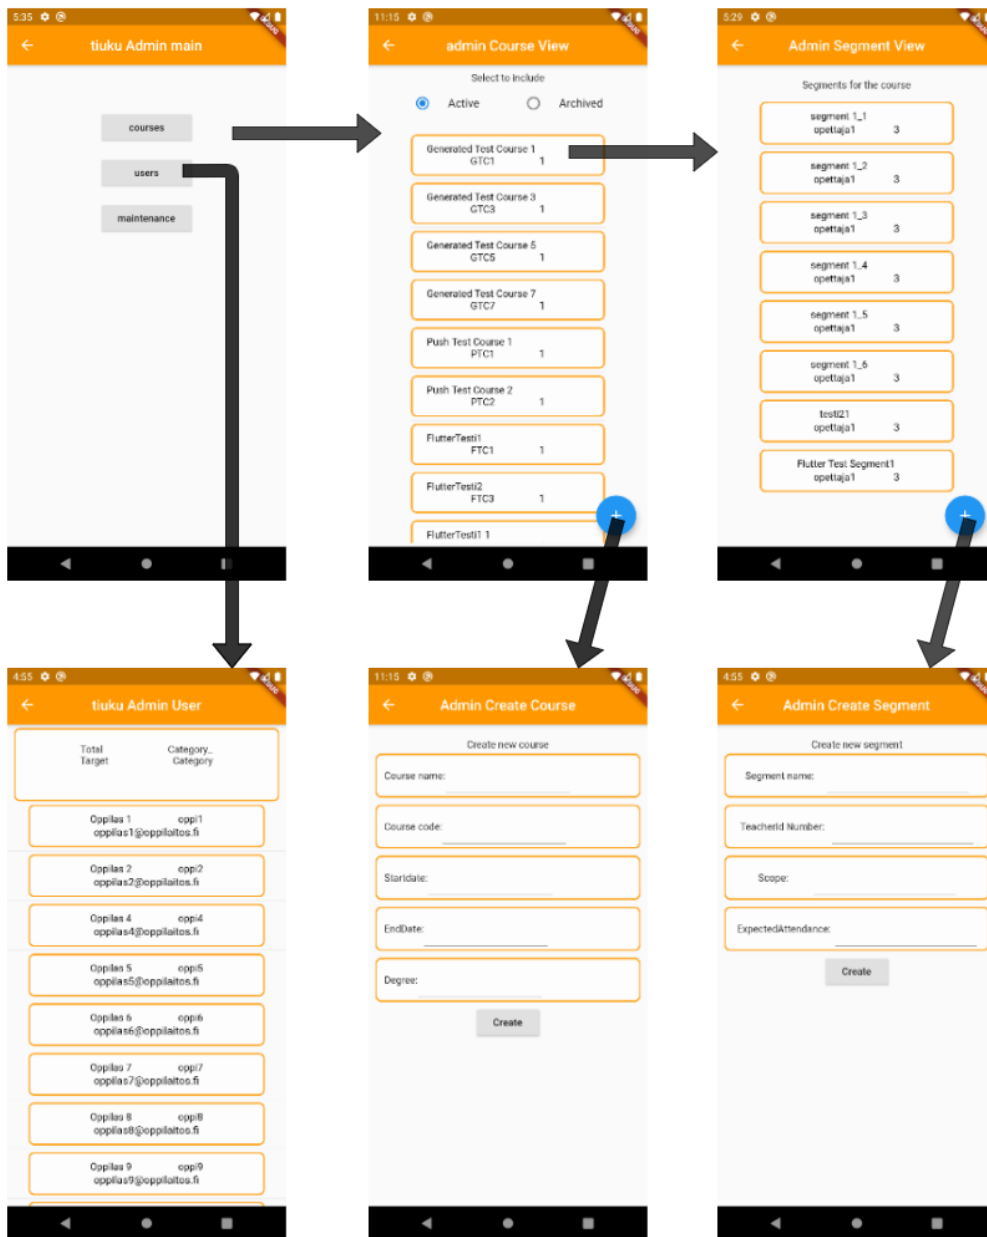 5:35
tiuku Admin main
courses
users
maintenance
11:15
admin Course View
Select to include
Active Archived
Generated Test Course 1
GTC1 1
Generated Test Course 3
GTC3 1
Generated Test Course 5
GTC5 1
Generated Test Course 7
GTC7 1
Push Test Course 1
PTC1 1
Push Test Course 2
PTC2 1
FlutterTesti1
FTC1 1
FlutterTesti2
FTC3 1
FlutterTesti1 1
5:29
Admin Segment View
Segments for the course
segment 1_1
opettaja1 3
segment 1_2
opettaja1 3
segment 1_3
opettaja1 3
segment 1_4
opettaja1 3
segment 1_5
opettaja1 3
segment 1_6
opettaja1 3
testi21
opettaja1 3
Flutter Test Segment1
opettaja1 3
4:55
tiuku Admin User
Total Category_
Target Category
Oppilas 1 oppi1
oppilas1@oppilaitos.fi
Oppilas 2 oppi2
oppilas2@oppilaitos.fi
Oppilas 4 oppi4
oppilas4@oppilaitos.fi
Oppilas 5 oppi5
oppilas5@oppilaitos.fi
Oppilas 6 oppi6
oppilas6@oppilaitos.fi
Oppilas 7 oppi7
oppilas7@oppilaitos.fi
Oppilas 8 oppi8
oppilas8@oppilaitos.fi
Oppilas 9 oppi9
oppilas9@oppilaitos.fi
11:15
Admin Create Course
Create new course
Course name:
Course code:
Startdate:
EndDate:
Degree:
Create
4:55
Admin Create Segment
Create new segment
Segment name:
TeacherId Number:
Scope:
ExpectedAttendance:
Create